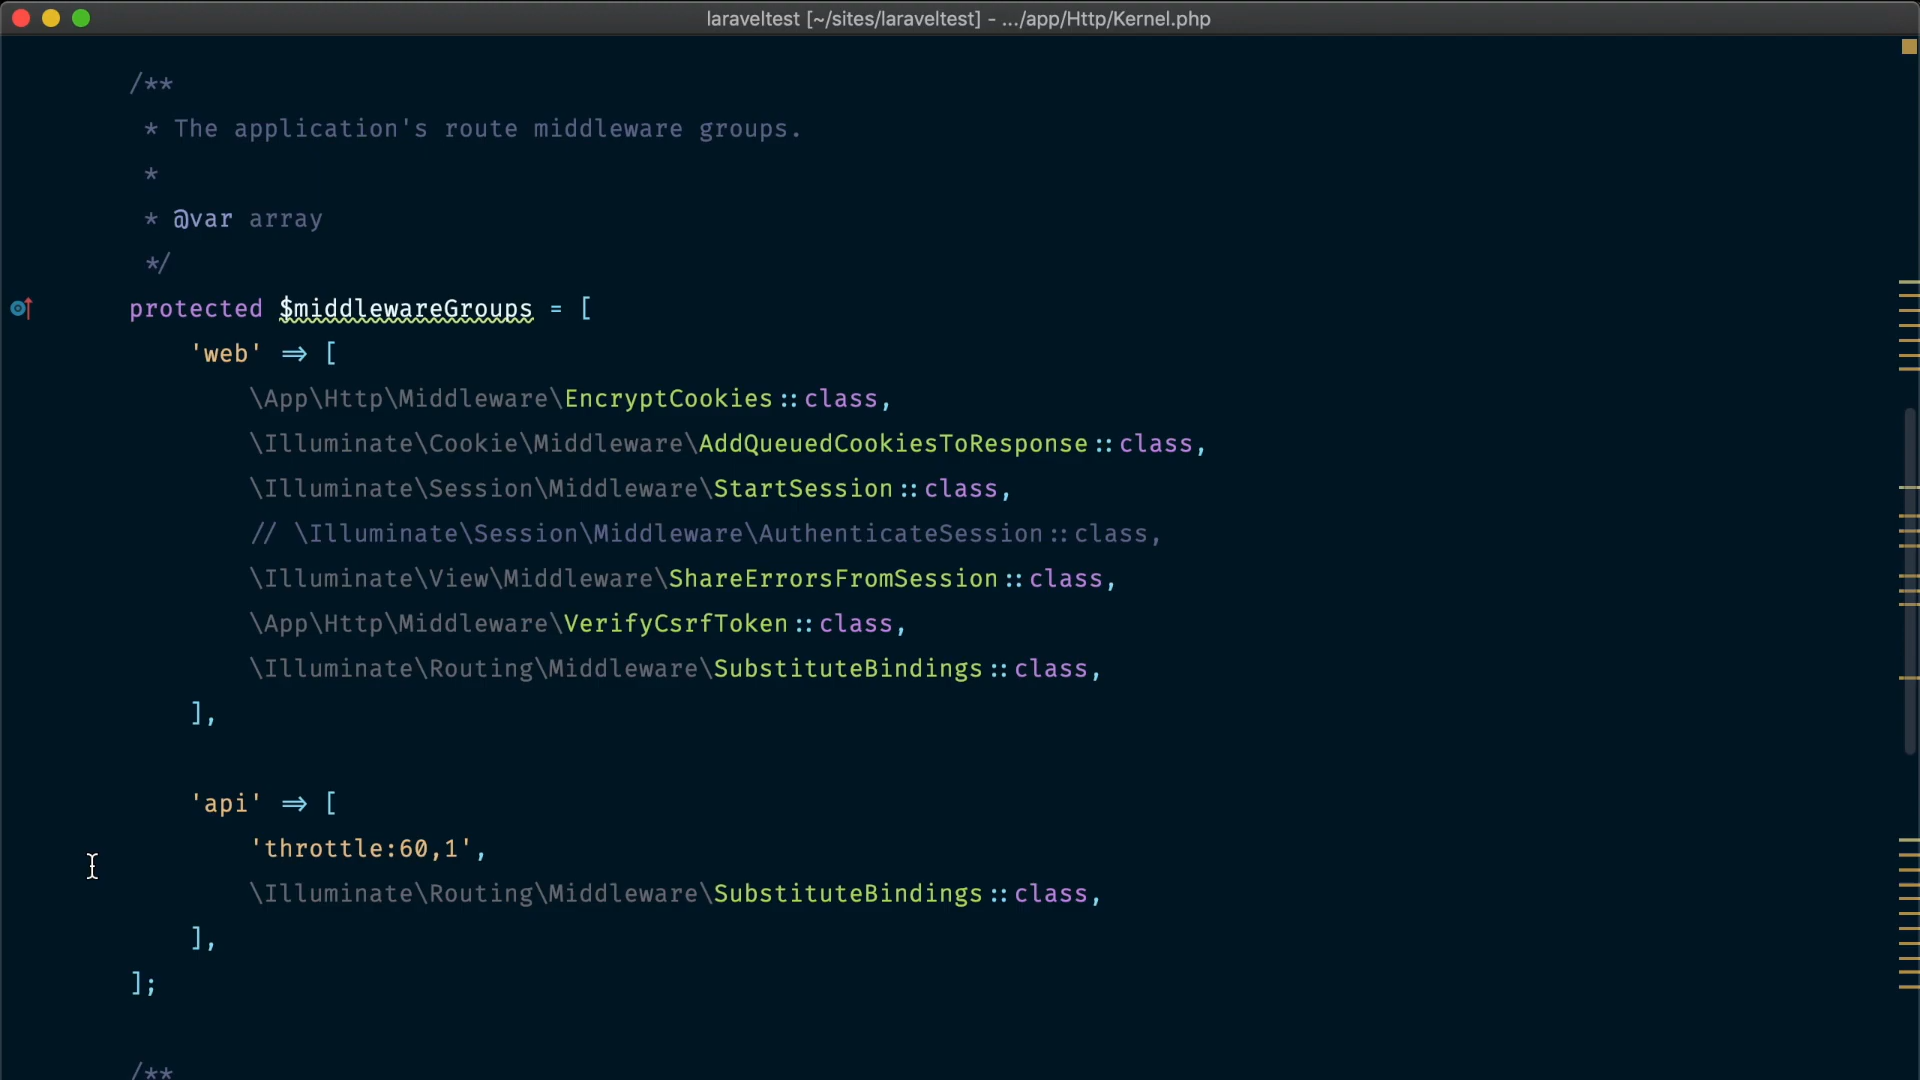 laraveltest [~/sites/laraveltest] - .../app/Http/Kernel.php
/**
 * The application's route middleware groups.
 *
 * @var array
 */
protected $middlewareGroups = [
    'web' => [
        \App\Http\Middleware\EncryptCookies::class,
        \Illuminate\Cookie\Middleware\AddQueuedCookiesToResponse::class,
        \Illuminate\Session\Middleware\StartSession::class,
        // \Illuminate\Session\Middleware\AuthenticateSession::class,
        \Illuminate\View\Middleware\ShareErrorsFromSession::class,
        \App\Http\Middleware\VerifyCsrfToken::class,
        \Illuminate\Routing\Middleware\SubstituteBindings::class,
    ],
    'api' => [
        'throttle:60,1',
        \Illuminate\Routing\Middleware\SubstituteBindings::class,
    ],
];
/**